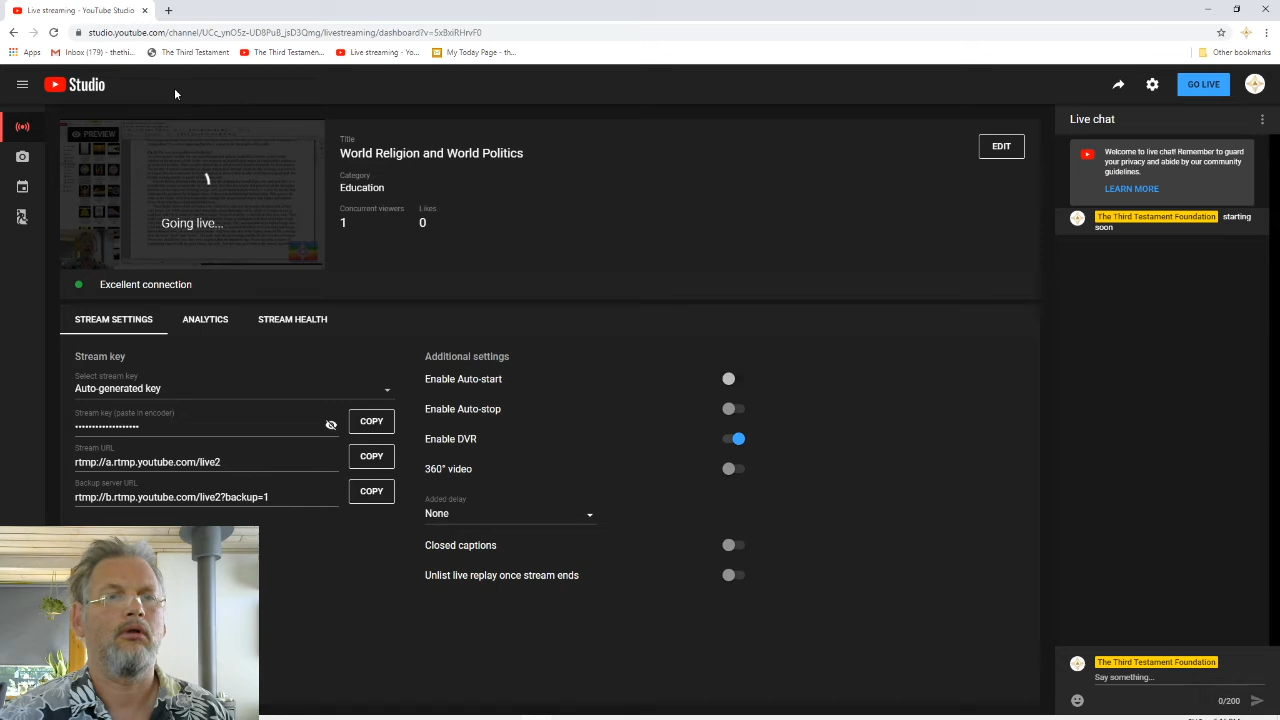 Live streaming - YouTube Studio
studio.youtube.com/channel/UCc_ynO5z-UD8PuB_jsD3Qmg/livestreaming/dashboard?v=5xBxiRHrvF0
Apps
Inbox (179) - thethi...
The Third Testament
The Third Testamen...
Live streaming - Yo...
My Today Page - th...
Other bookmarks
Studio
GO LIVE
PREVIEW
Going live...
Title
World Religion and World Politics
Category
Education
Concurrent viewers
Likes
1
0
EDIT
Excellent connection
STREAM SETTINGS
ANALYTICS
STREAM HEALTH
Stream key
Select stream key
Auto-generated key
Stream key (paste in encoder)
••••••••••••••••••••
COPY
Stream URL
rtmp://a.rtmp.youtube.com/live2
COPY
Backup server URL
rtmp://b.rtmp.youtube.com/live2?backup=1
COPY
Additional settings
Enable Auto-start
Enable Auto-stop
Enable DVR
360° video
Added delay
None
Closed captions
Unlist live replay once stream ends
Live chat
Welcome to live chat! Remember to guard
your privacy and abide by our community
guidelines.
LEARN MORE
The Third Testament Foundation starting
soon
The Third Testament Foundation
Say something...
0/200